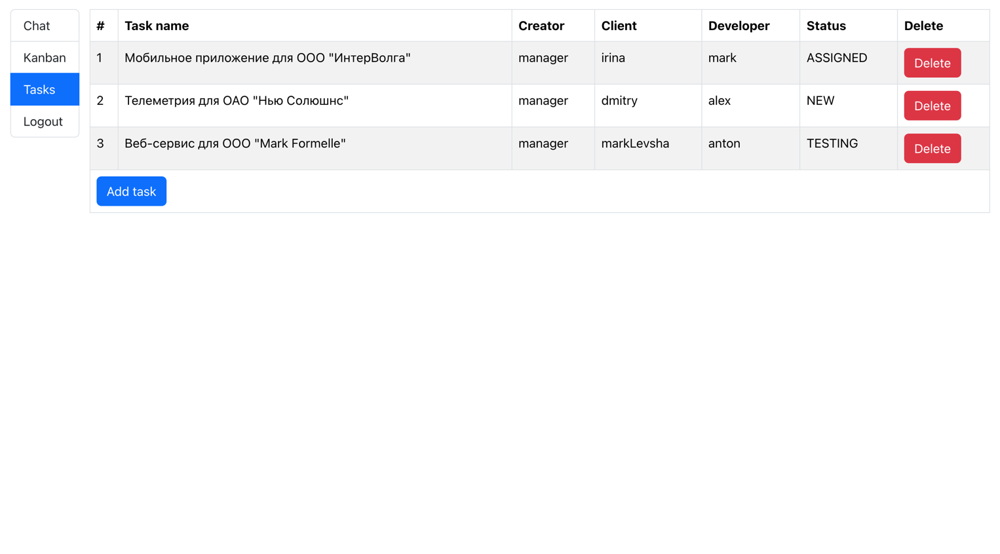 Chat
Kanban
Tasks
Logout
# Task name Creator Client Developer Status Delete
1 Мобильное приложение для ООО "ИнтерВолга" manager irina mark ASSIGNED Delete
2 Телеметрия для ОАО "Нью Солюшнс" manager dmitry alex NEW Delete
3 Веб-сервис для ООО "Mark Formelle" manager markLevsha anton TESTING Delete
Add task